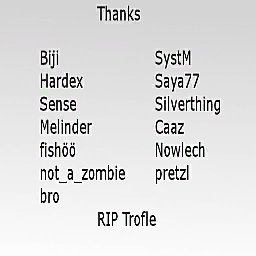 Thanks
Biji SystM
Hardex Saya77
Sense Silverthing
Melinder Caaz
fishöö Nowlech
not_a_zombie pretzl
bro
RIP Trofle